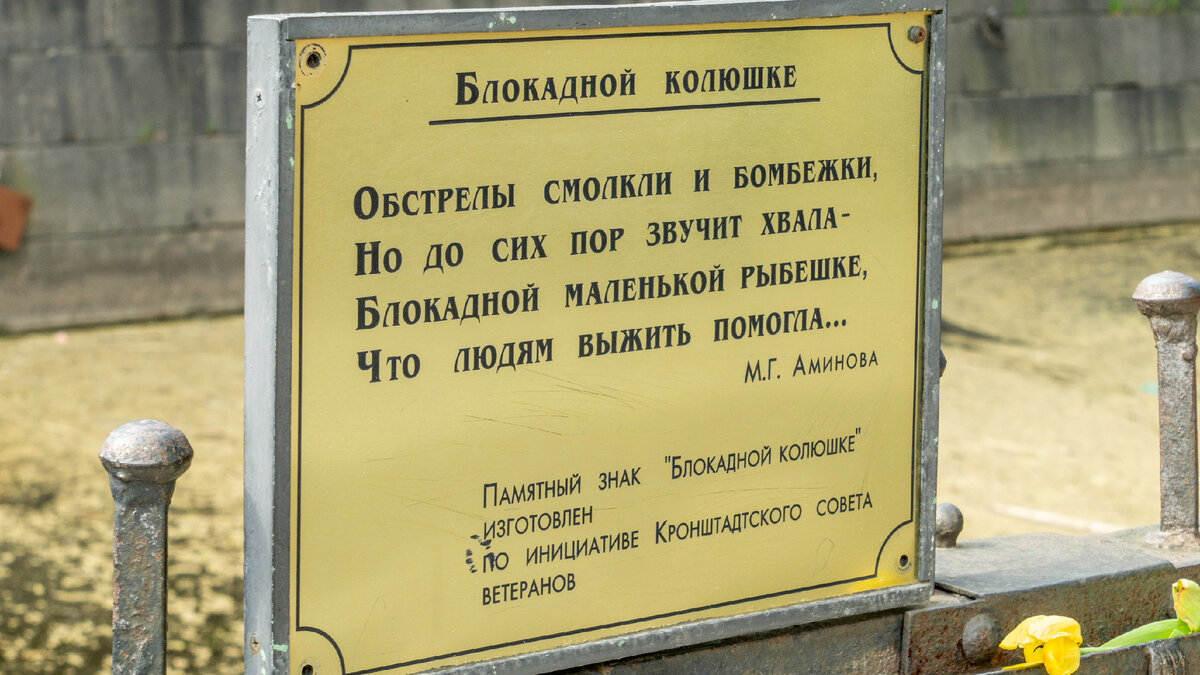 Блокадной колюшке
Обстрелы смолкли и бомбежки,
Но до сих пор звучит хвала-
Блокадной маленькой рыбешке,
Что людям выжить помогла...
М.Г. Аминова
Памятный знак "Блокадной колюшке"
изготовлен
по инициативе Кронштадтского совета
ветеранов